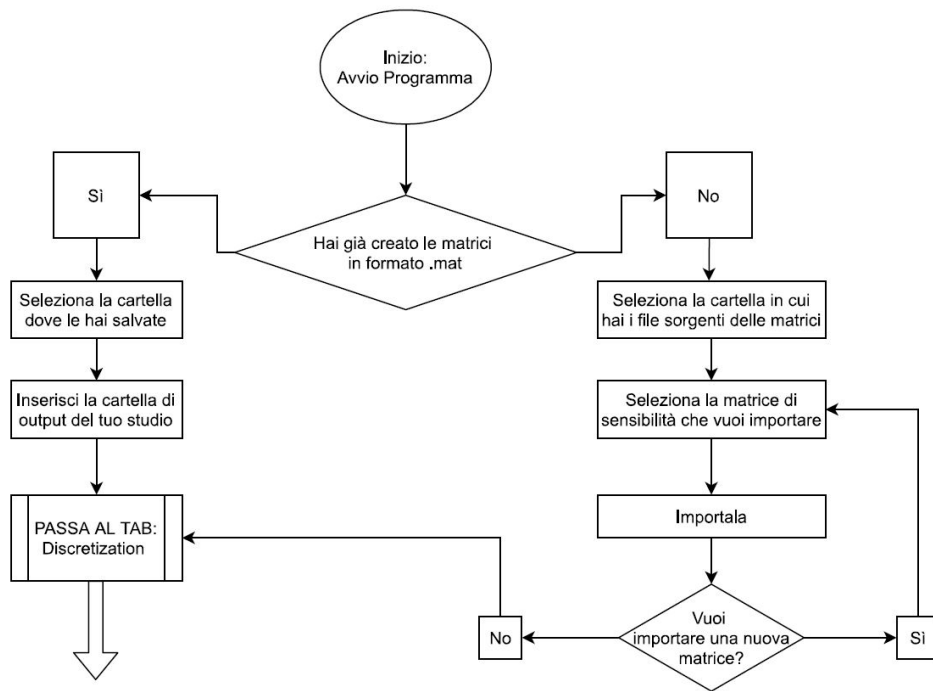 Inizio:
Avvio Programma
Sì
No
Hai già creato le matrici
in formato .mat
Seleziona la cartella
dove le hai salvate
Seleziona la cartella in cui
hai i file sorgenti delle matrici
Inserisci la cartella di
output del tuo studio
Seleziona la matrice di
sensibilità che vuoi importare
PASSA AL TAB:
Discretization
Importala
No
Vuoi
importare una nuova
matrice?
Sì